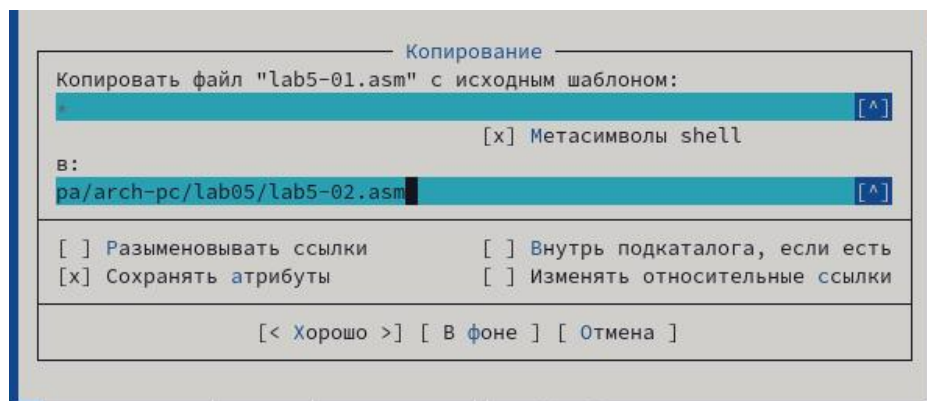 Копирование
Копировать файл "lab5-01.asm" с исходным шаблоном:
* [^]
[x] Метасимволы shell
в:
pa/arch-pc/lab05/lab5-02.asm [^]
[ ] Разыменовывать ссылки [ ] Внутрь подкаталога, если есть
[x] Сохранять атрибуты [ ] Изменять относительные ссылки
[< Хорошо >] [ В фоне ] [ Отмена ]